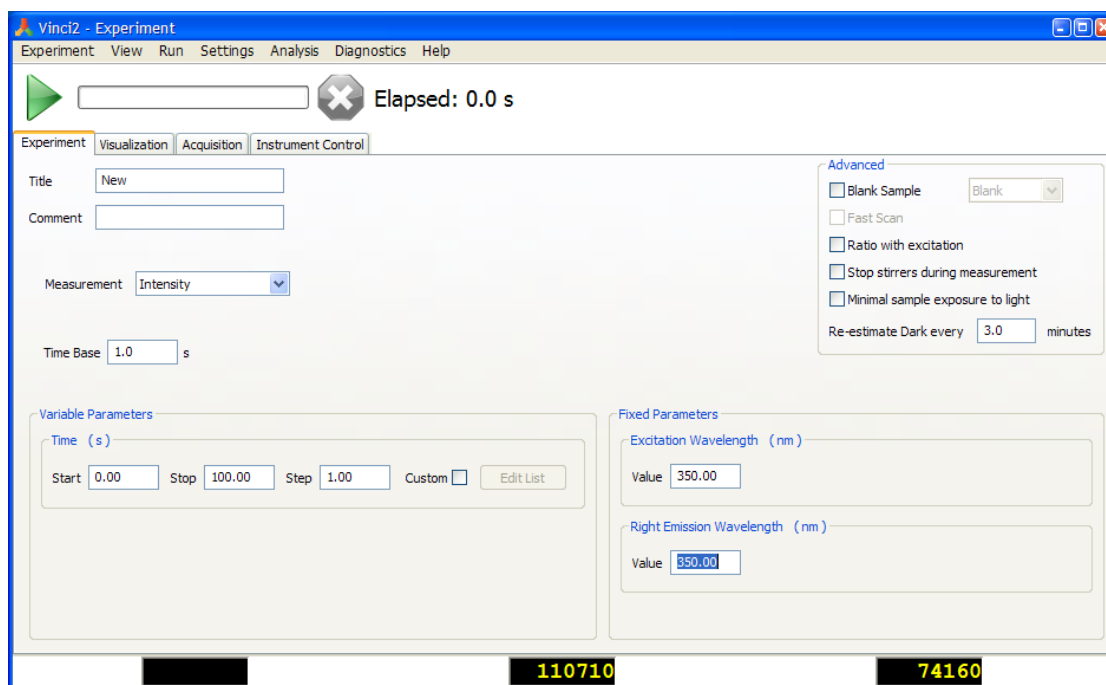 Vinci2 - Experiment
Experiment View Run Settings Analysis Diagnostics Help
Elapsed: 0.0 s
Experiment Visualization Acquisition Instrument Control
Title New
Comment
Measurement Intensity
Time Base 1.0 s
Advanced
Blank Sample Blank
Fast Scan
Ratio with excitation
Stop stirrers during measurement
Minimal sample exposure to light
Re-estimate Dark every 3.0 minutes
Variable Parameters
Time (s)
Start 0.00 Stop 100.00 Step 1.00 Custom Edit List
Fixed Parameters
Excitation Wavelength (nm)
Value 350.00
Right Emission Wavelength (nm)
Value 350.00
110710 74160